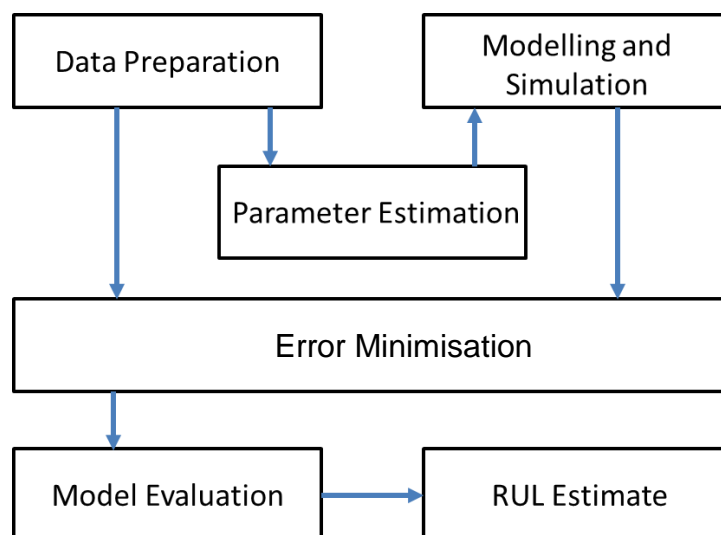 Data Preparation
Modelling and
Simulation
Parameter Estimation
Error Minimisation
Model Evaluation
RUL Estimate